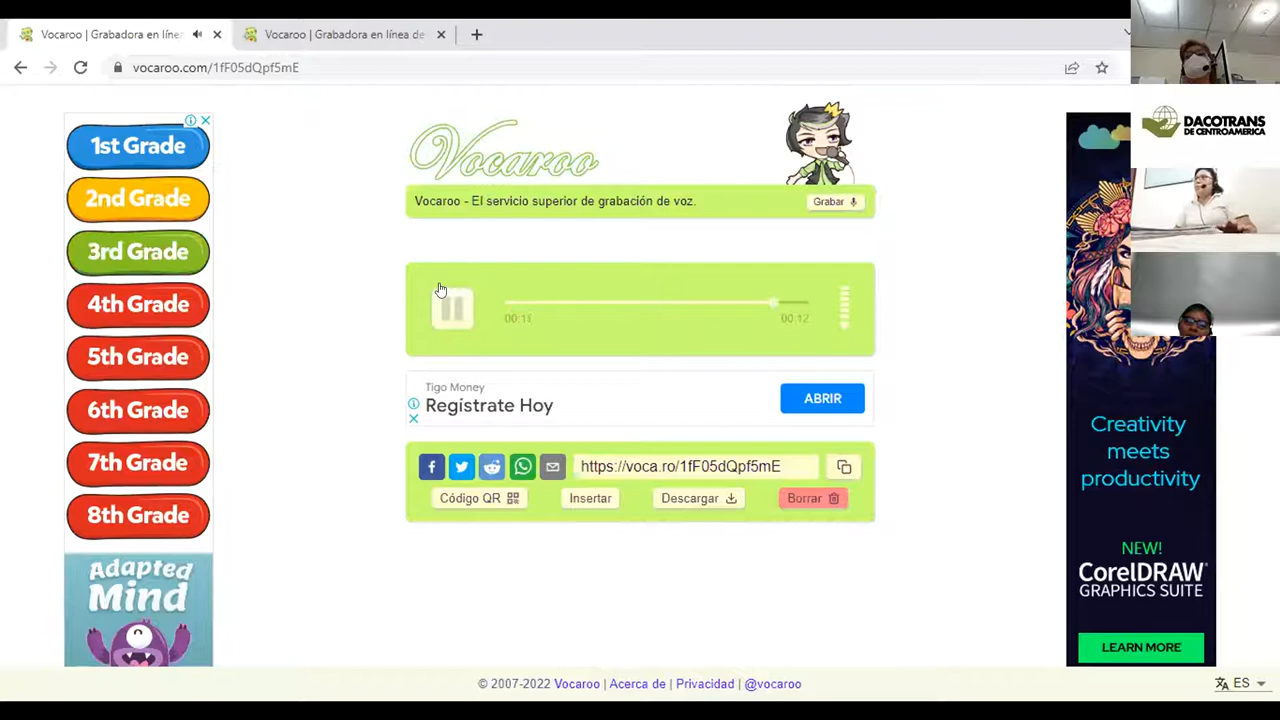 Vocaroo | Grabadora en líne
Vocaroo | Grabadora en línea de
vocaroo.com/1fF05dQpf5mE
DACOTRANS
DE CENTROAMERICA
1st Grade
2nd Grade
3rd Grade
4th Grade
5th Grade
6th Grade
7th Grade
8th Grade
Adapted
Mind
Vocaroo
Vocaroo - El servicio superior de grabación de voz.
Grabar
00:11
00:12
Tigo Money
Regístrate Hoy
ABRIR
https://voca.ro/1fF05dQpf5mE
Código QR
Insertar
Descargar
Borrar
Creativity
meets
productivity
NEW!
CorelDRAW
GRAPHICS SUITE
LEARN MORE
© 2007-2022 Vocaroo | Acerca de | Privacidad | @vocaroo
ES